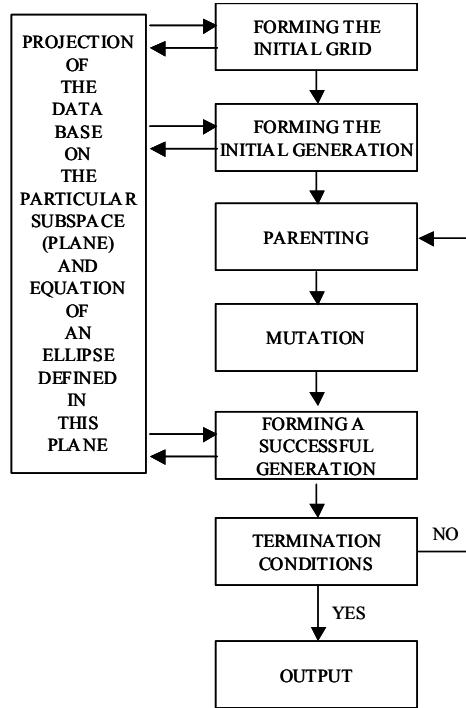 PROJECTION
OF
THE
DATA
BASE
ON
THE
PARTICULAR
SUBSPACE
(PLANE)
AND
EQUATION
OF
AN
ELLIPSE
DEFINED
IN
THIS
PLANE
FORMING THE
INITIAL GRID
FORMING THE
INITIAL GENERATION
PARENTING
MUTATION
FORMING A
SUCCESSFUL
GENERATION
TERMINATION
CONDITIONS
NO
YES
OUTPUT